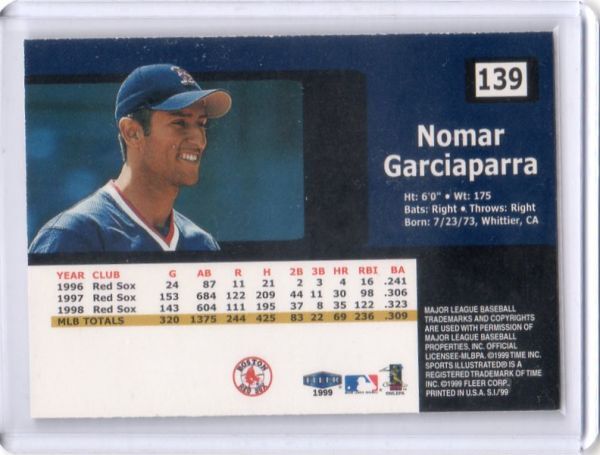 139
Nomar
Garciaparra
Ht: 6'0" • Wt: 175
Bats: Right • Throws: Right
Born: 7/23/73, Whittier, CA
YEAR CLUB G AB R H 2B 3B HR RBI BA
1996 Red Sox 24 87 11 21 2 3 4 16 .241
1997 Red Sox 153 684 122 209 44 11 30 98 .306
1998 Red Sox 143 604 111 195 37 8 35 122 .323
MLB TOTALS 320 1375 244 425 83 22 69 236 .309
MAJOR LEAGUE BASEBALL
TRADEMARKS AND COPYRIGHTS
ARE USED WITH PERMISSION OF
MAJOR LEAGUE BASEBALL
PROPERTIES, INC. OFFICIAL
LICENSEE-MLBPA. ©1999 TIME INC.
SPORTS ILLUSTRATED® IS A
REGISTERED TRADEMARK OF TIME
INC. ©1999 FLEER CORP.
PRINTED IN U.S.A. S.I./99
BOSTON
RED SOX
FLEER
1999
©MLBPA